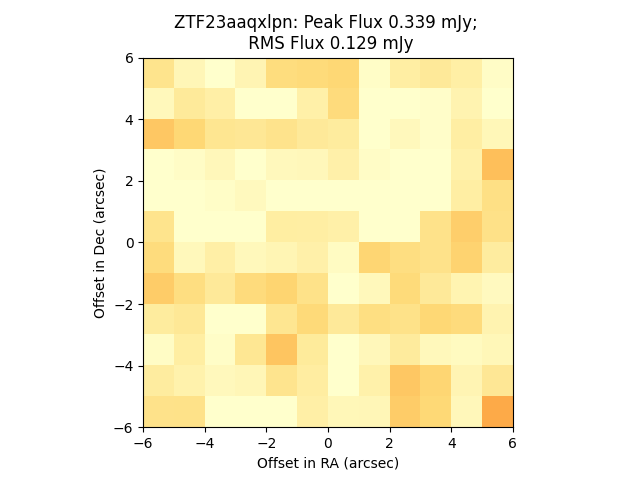 ZTF23aaqxlpn: Peak Flux 0.339 mJy;
RMS Flux 0.129 mJy
6
4
2
0
−2
−4
−6
Offset in Dec (arcsec)
−6 −4 −2 0 2 4 6
Offset in RA (arcsec)